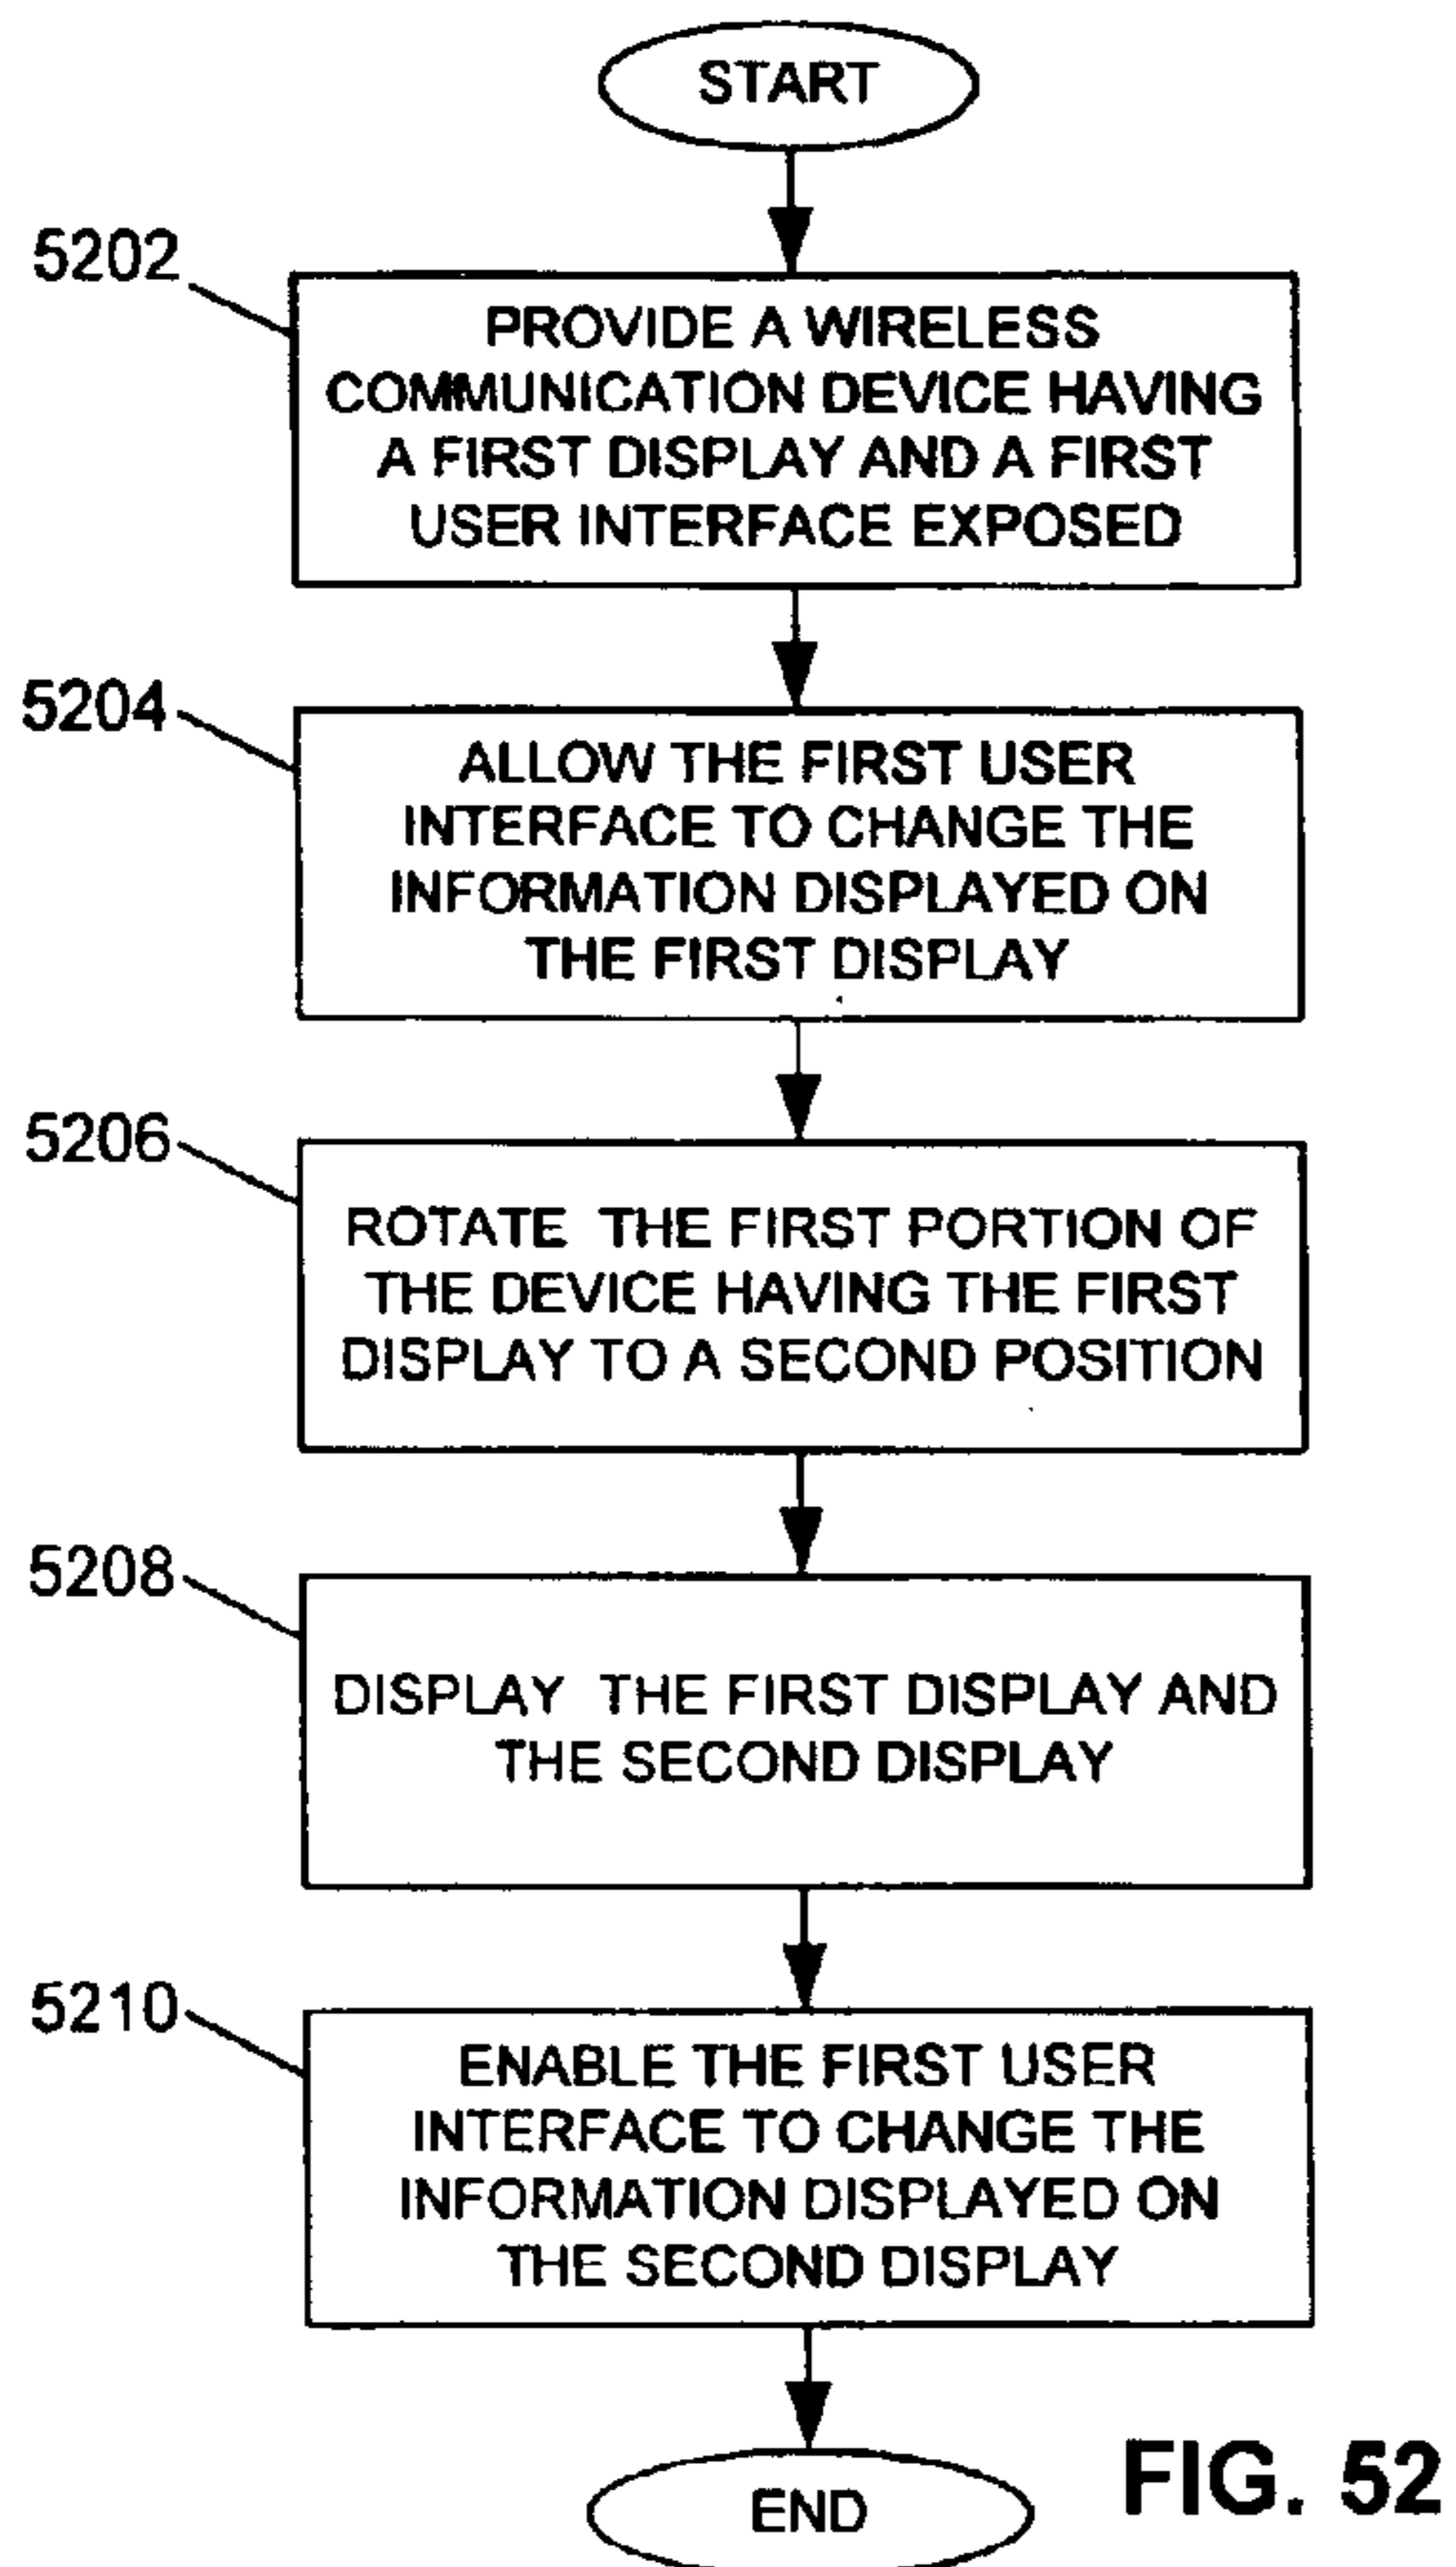 START
5202
PROVIDE A WIRELESS
COMMUNICATION DEVICE HAVING
A FIRST DISPLAY AND A FIRST
USER INTERFACE EXPOSED
5204
ALLOW THE FIRST USER
INTERFACE TO CHANGE THE
INFORMATION DISPLAYED ON
THE FIRST DISPLAY
5206
ROTATE THE FIRST PORTION OF
THE DEVICE HAVING THE FIRST
DISPLAY TO A SECOND POSITION
5208
DISPLAY THE FIRST DISPLAY AND
THE SECOND DISPLAY
5210
ENABLE THE FIRST USER
INTERFACE TO CHANGE THE
INFORMATION DISPLAYED ON
THE SECOND DISPLAY
END
FIG. 52